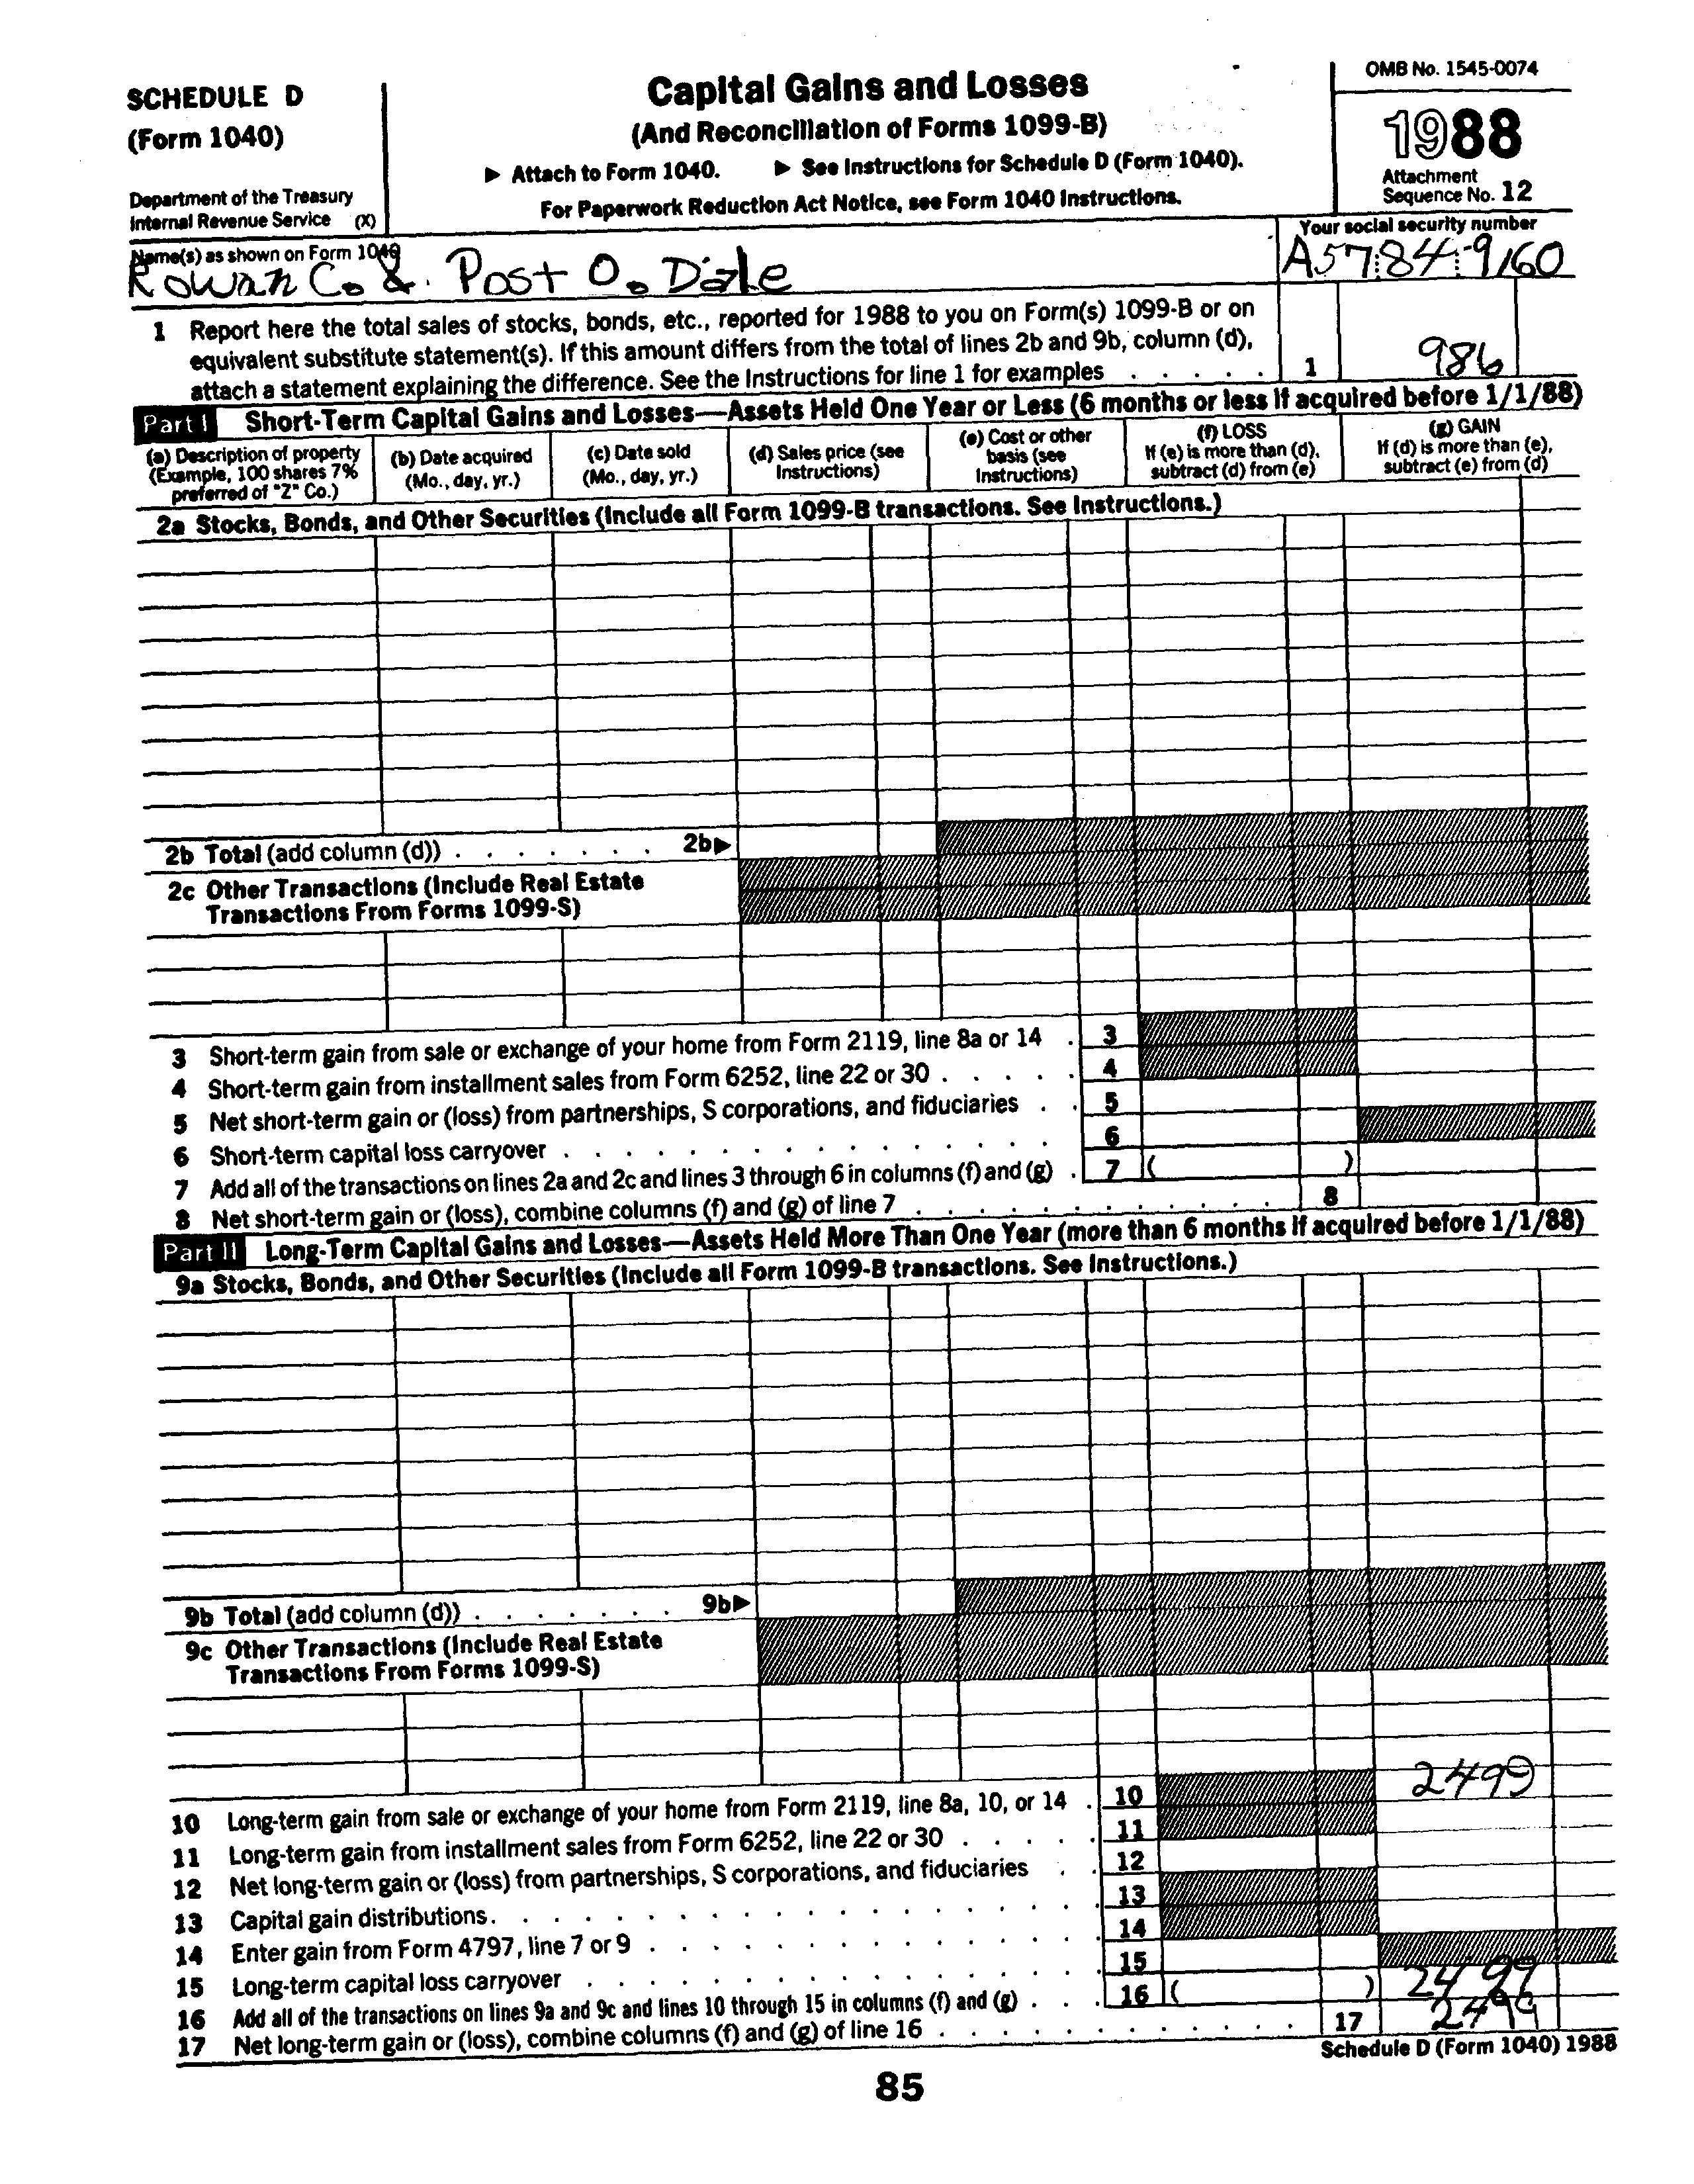 SCHEDULE D
(Form 1040)
Department of the Treasury
Internal Revenue Service (X)
Capital Gains and Losses
(And Reconciliation of Forms 1099-B)
▶ Attach to Form 1040. ▶ See Instructions for Schedule D (Form 1040).
For Paperwork Reduction Act Notice, see Form 1040 Instructions.
OMB No. 1545-0074
1988
Attachment
Sequence No. 12
Name(s) as shown on Form 1040
Rowan Co & Post O. Dale
Your social security number
A57:84:9160
1 Report here the total sales of stocks, bonds, etc., reported for 1988 to you on Form(s) 1099-B or on
equivalent substitute statement(s). If this amount differs from the total of lines 2b and 9b, column (d),
attach a statement explaining the difference. See the Instructions for line 1 for examples . . . . . 1 986
Part I Short-Term Capital Gains and Losses—Assets Held One Year or Less (6 months or less if acquired before 1/1/88)
(a) Description of property
(Example, 100 shares 7%
preferred of "Z" Co.)
(b) Date acquired
(Mo., day, yr.)
(c) Date sold
(Mo., day, yr.)
(d) Sales price (see
Instructions)
(e) Cost or other
basis (see
Instructions)
(f) LOSS
If (e) is more than (d),
subtract (d) from (e)
(g) GAIN
If (d) is more than (e),
subtract (e) from (d)
2a Stocks, Bonds, and Other Securities (Include all Form 1099-B transactions. See Instructions.)
2b Total (add column (d)) . . . . . . . 2b▶
2c Other Transactions (Include Real Estate
Transactions From Forms 1099-S)
3 Short-term gain from sale or exchange of your home from Form 2119, line 8a or 14 . 3
4 Short-term gain from installment sales from Form 6252, line 22 or 30 . . . . . 4
5 Net short-term gain or (loss) from partnerships, S corporations, and fiduciaries . . 5
6 Short-term capital loss carryover . . . . . . . . . . . . . 6
7 Add all of the transactions on lines 2a and 2c and lines 3 through 6 in columns (f) and (g) . 7 ( )
8 Net short-term gain or (loss), combine columns (f) and (g) of line 7 . . . . . . . . . . . 8
Part II Long-Term Capital Gains and Losses—Assets Held More Than One Year (more than 6 months if acquired before 1/1/88)
9a Stocks, Bonds, and Other Securities (Include all Form 1099-B transactions. See Instructions.)
9b Total (add column (d)) . . . . . . . 9b▶
9c Other Transactions (Include Real Estate
Transactions From Forms 1099-S)
10 Long-term gain from sale or exchange of your home from Form 2119, line 8a, 10, or 14 . 10 2499
11 Long-term gain from installment sales from Form 6252, line 22 or 30 . . . . . 11
12 Net long-term gain or (loss) from partnerships, S corporations, and fiduciaries . . 12
13 Capital gain distributions. . . . . . . . . . . . . . . . . . . 13
14 Enter gain from Form 4797, line 7 or 9 . . . . . . . . . . . . . . 14
15 Long-term capital loss carryover . . . . . . . . . . . . . . . . 15
16 Add all of the transactions on lines 9a and 9c and lines 10 through 15 in columns (f) and (g) . . . 16 ( ) 2499
17 Net long-term gain or (loss), combine columns (f) and (g) of line 16 . . . . . . . . . . . . 17 2499
Schedule D (Form 1040) 1988
85